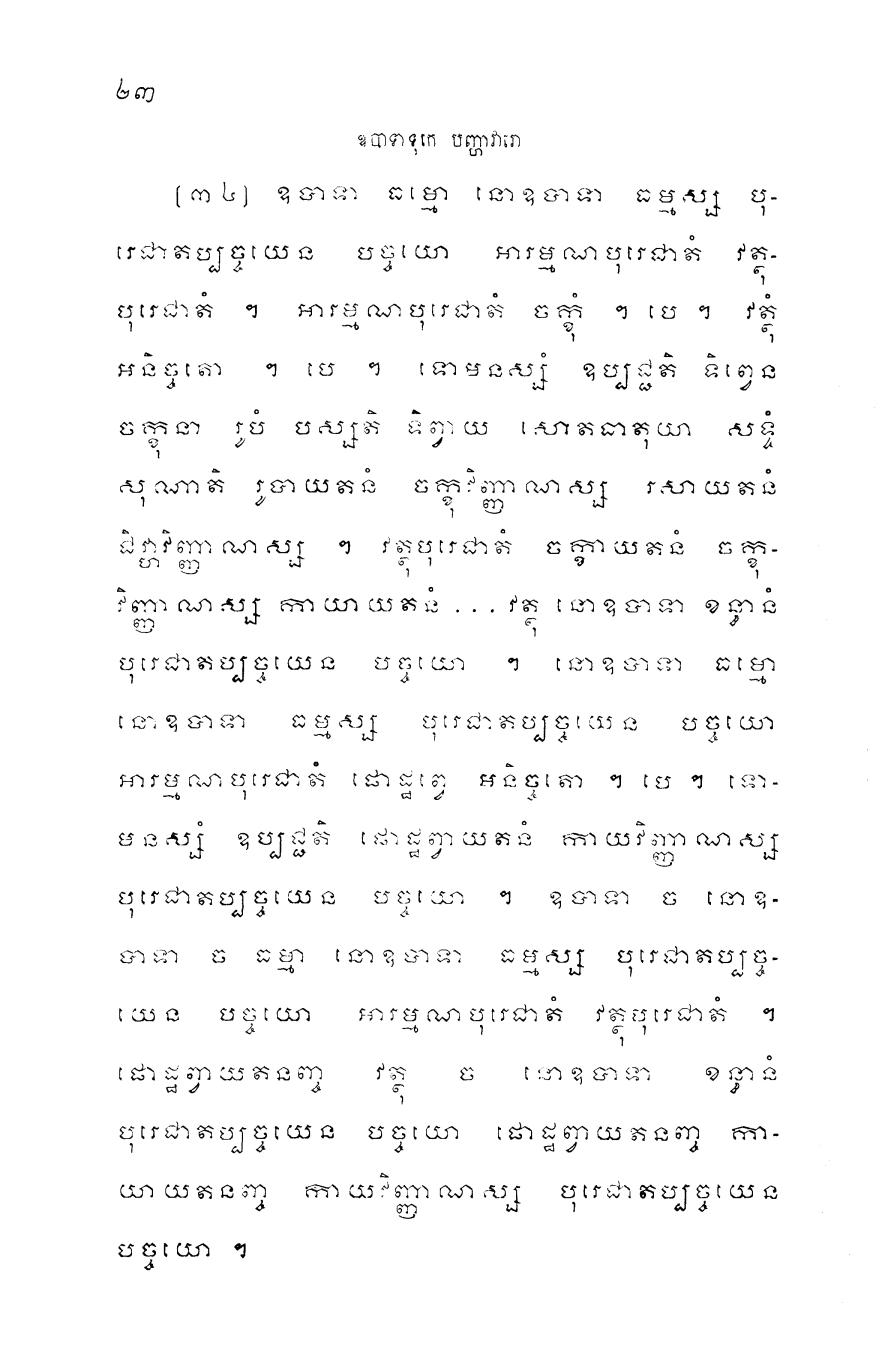 ២៣
ឧបាទាទុកេ បញ្ហាវារោ
(៣៤) ឧបាទា ធម្មោ នោឧបាទា ធម្មស្ស បុ-
រេជាតប្បច្ចយេន បច្ចយោ អារម្មណបុរេជាតំ វត្ថុ-
បុរេជាតំ ។ អារម្មណបុរេជាតំ ចក្ខុំ ។ បេ ។ វត្ថុំ
អនិច្ចតោ ។ បេ ។ ទោមនស្សំ ឧប្បជ្ជតិ ទិព្វេន
ចក្ខុនា រូបំ បស្សតិ ទិព្វាយ សោតធាតុយា សទ្ទំ
សុណាតិ រូបាយតនំ ចក្ខុវិញ្ញាណស្ស រសាយតនំ
ជិវ្ហាវិញ្ញាណស្ស ។ វត្ថុបុរេជាតំ ចក្ខាយតនំ ចក្ខុ-
វិញ្ញាណស្ស កាយាយតនំ ... វត្ថុ នោឧបាទា ខន្ធានំ
បុរេជាតប្បច្ចយេន បច្ចយោ ។ នោឧបាទា ធម្មោ
នោឧបាទា ធម្មស្ស បុរេជាតប្បច្ចយេន បច្ចយោ
អារម្មណបុរេជាតំ ផោដ្ឋព្វេ អនិច្ចតោ ។ បេ ។ ទោ-
មនស្សំ ឧប្បជ្ជតិ ផោដ្ឋព្វាយតនំ កាយវិញ្ញាណស្ស
បុរេជាតប្បច្ចយេន បច្ចយោ ។ ឧបាទា ច នោឧ-
បាទា ច ធម្មា នោឧបាទា ធម្មស្ស បុរេជាតប្បច្ច-
យេន បច្ចយោ អារម្មណបុរេជាតំ វត្ថុបុរេជាតំ ។
ផោដ្ឋព្វាយតនញ្ច វត្ថុ ច នោឧបាទា ខន្ធានំ
បុរេជាតប្បច្ចយេន បច្ចយោ ផោដ្ឋព្វាយតនញ្ច កា-
យាយតនញ្ច កាយវិញ្ញាណស្ស បុរេជាតប្បច្ចយេន
បច្ចយោ ។